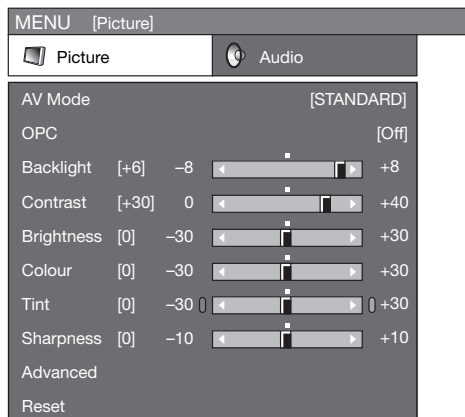 MENU [Picture]
Picture Audio
AV Mode [STANDARD]
OPC [Off]
Backlight [+6] –8 +8
Contrast [+30] 0 +40
Brightness [0] –30 +30
Colour [0] –30 +30
Tint [0] –30 +30
Sharpness [0] –10 +10
Advanced
Reset